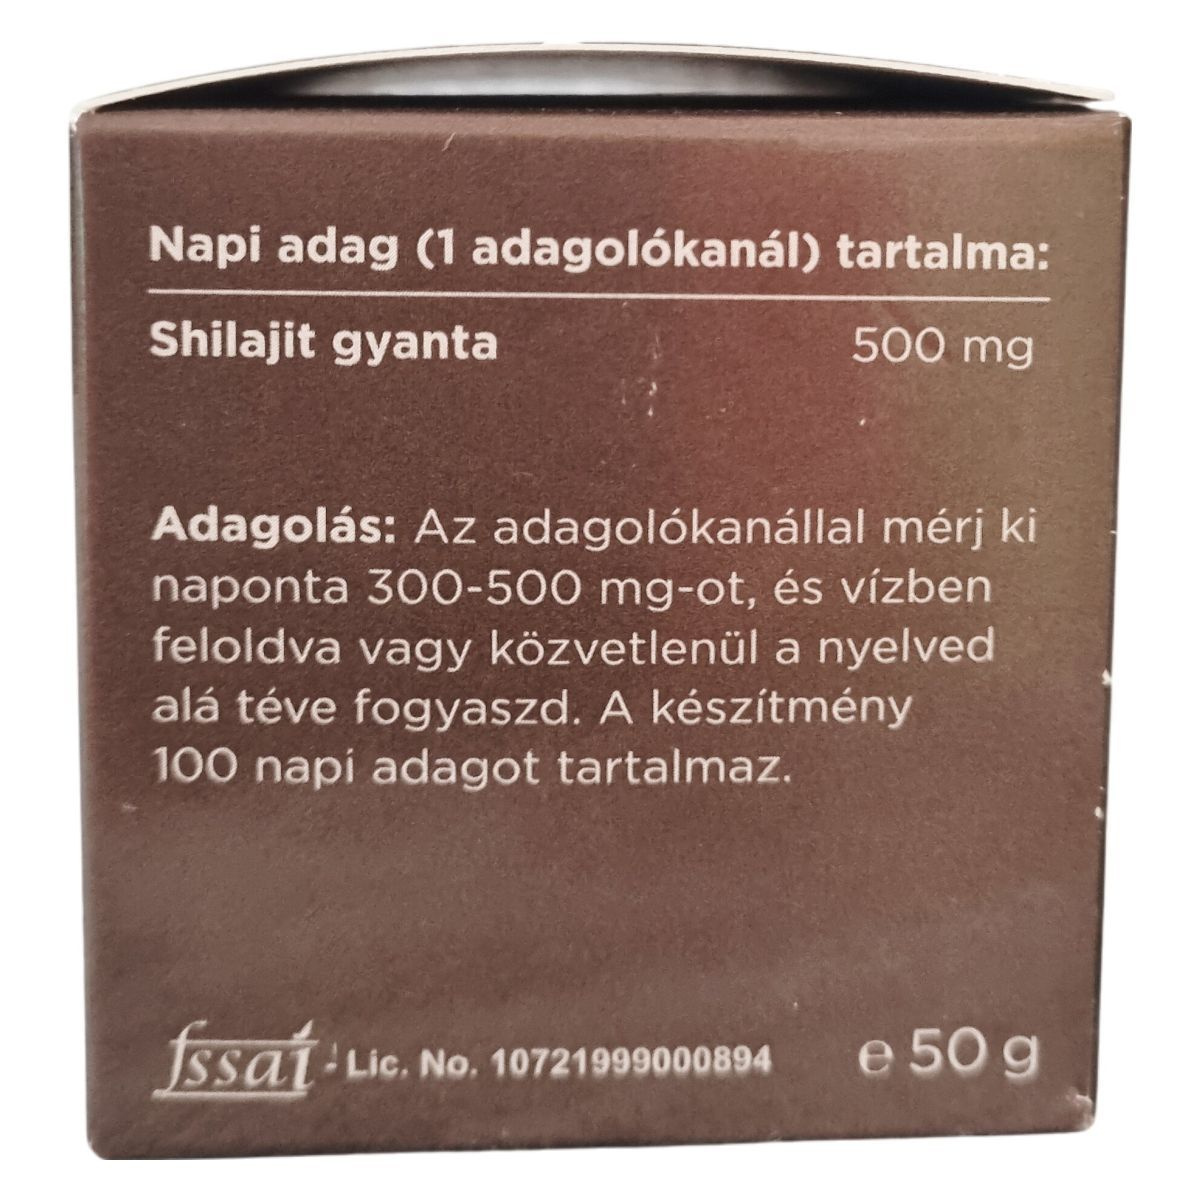 Napi adag (1 adagolókanál) tartalma:
Shilajit gyanta 500 mg
Adagolás: Az adagolókanállal mérj ki
naponta 300-500 mg-ot, és vízben
feloldva vagy közvetlenül a nyelved
alá téve fogyaszd. A készítmény
100 napi adagot tartalmaz.
fssai - Lic. No. 10721999000894 ℮ 50 g